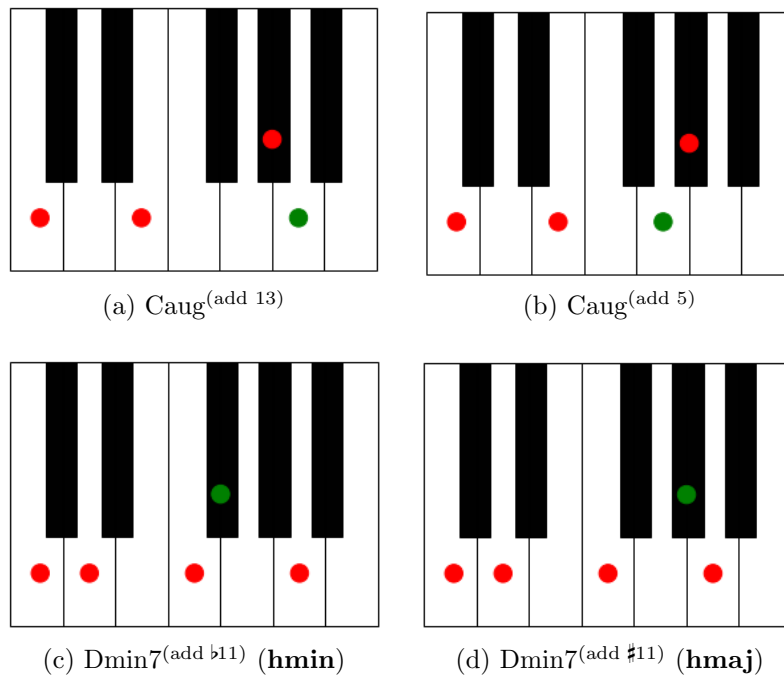 (a) Caug(add 13)
(b) Caug(add 5)
(c) Dmin7(add ♭11) (hmin)
(d) Dmin7(add ♯11) (hmaj)